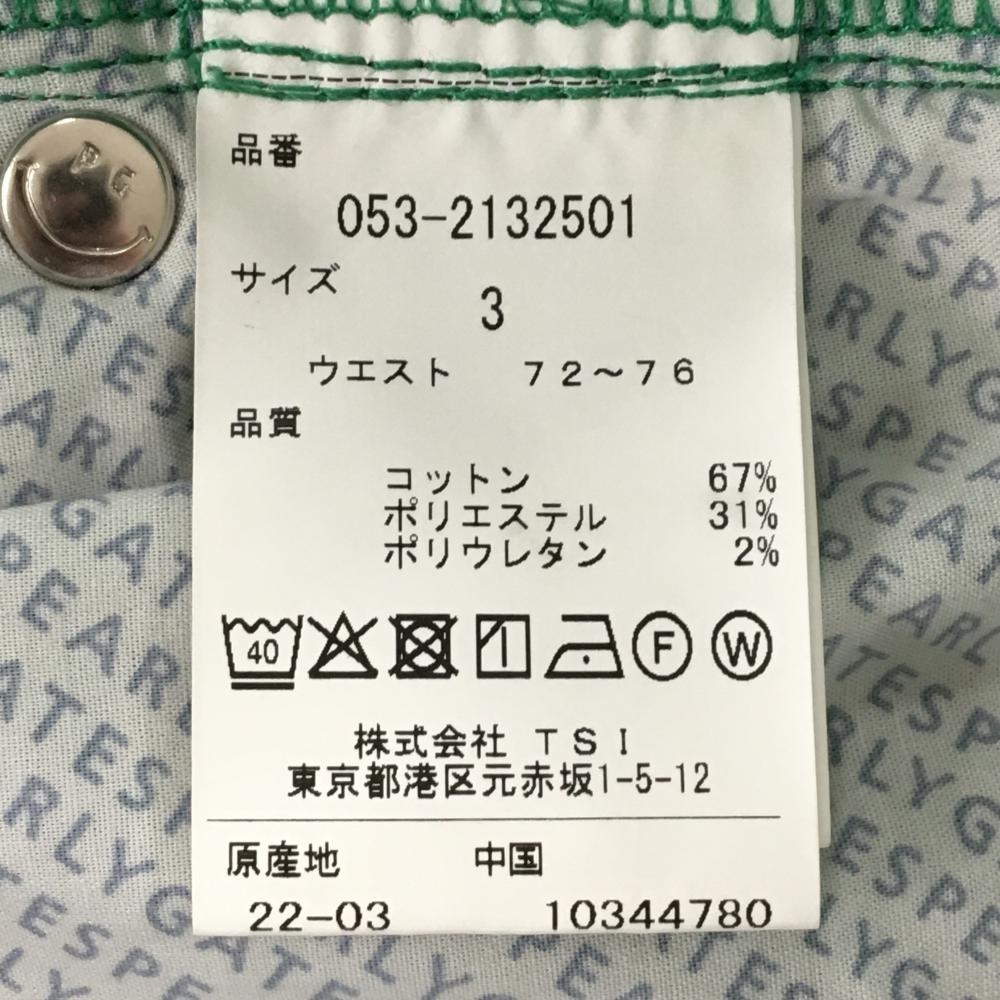 品番
053-2132501
サイズ
3
ウエスト 72～76
品質
コットン 67%
ポリエステル 31%
ポリウレタン 2%
40 F W
株式会社 TSI
東京都港区元赤坂1-5-12
原産地 中国
22-03 10344780
PG
PEARLYGATES